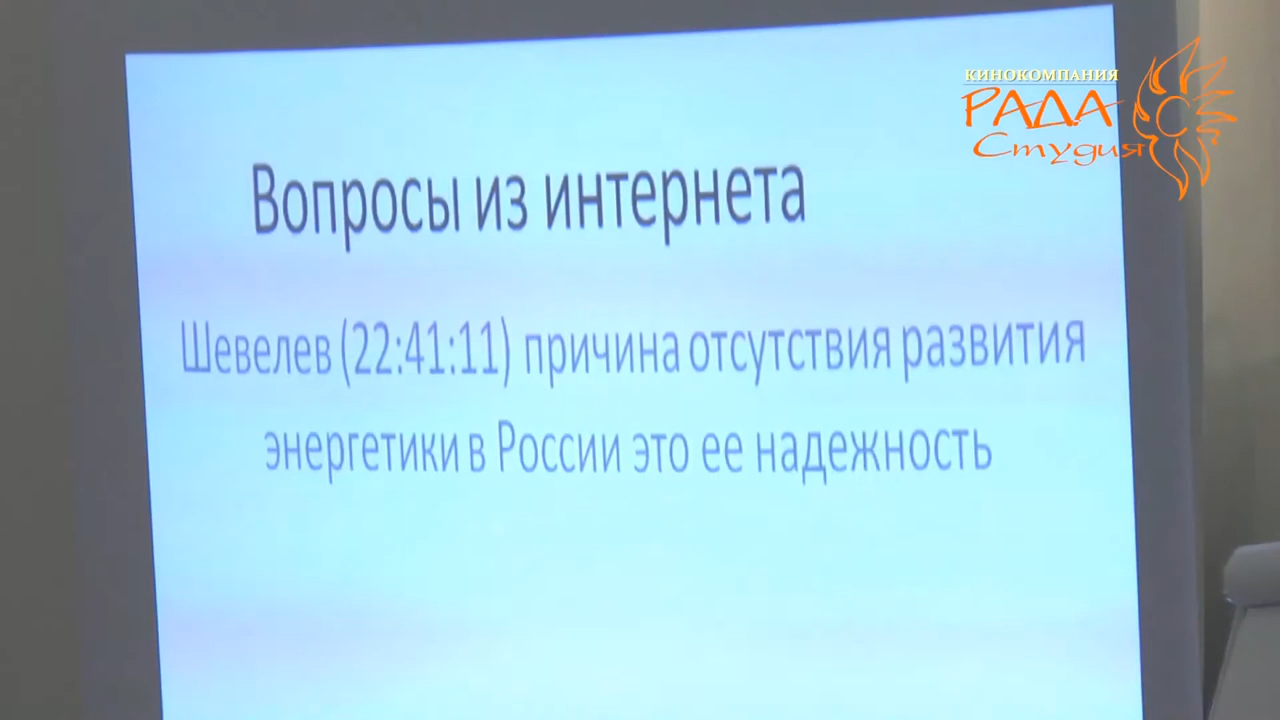 КИНОКОМПАНИЯ
РАДА
Студия
Вопросы из интернета
Шевелев (22:41:11) причина отсутствия развития
энергетики в России это ее надежность